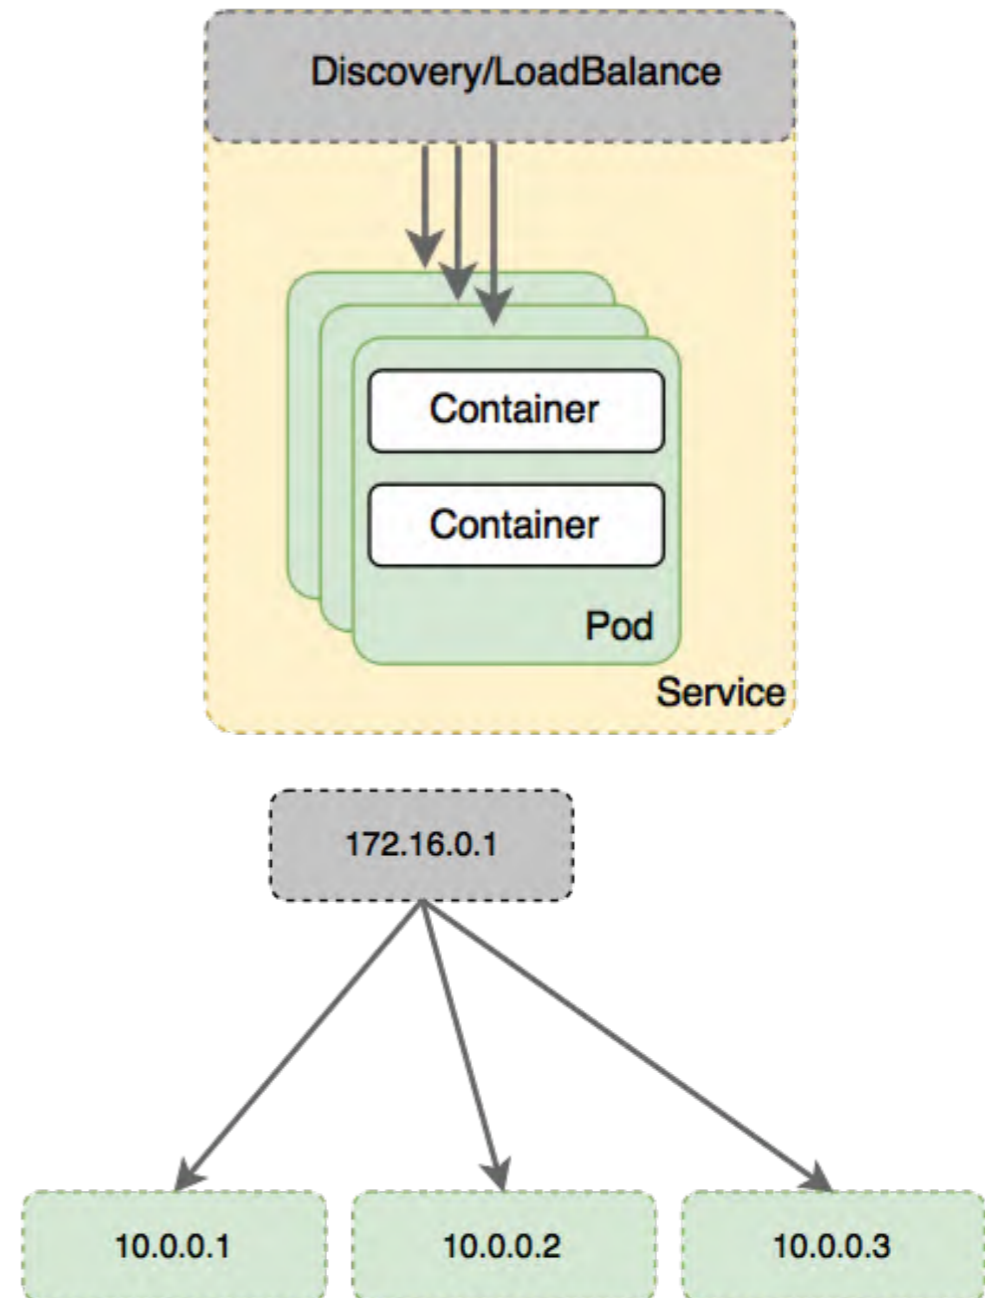 Discovery/LoadBalance
Container
Container
Pod
Service
172.16.0.1
10.0.0.1
10.0.0.2
10.0.0.3